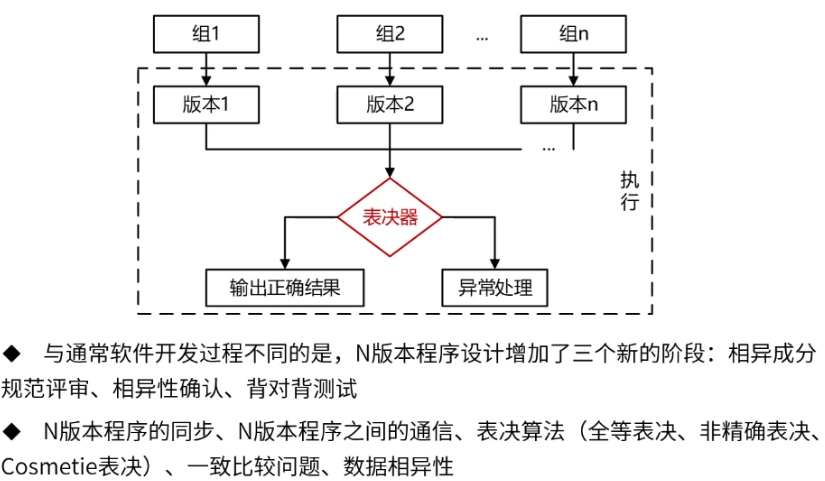 组1 组2 ... 组n
版本1 版本2 版本n
...
执行
表决器
输出正确结果 异常处理
◆ 与通常软件开发过程不同的是，N版本程序设计增加了三个新的阶段：相异成分
规范评审、相异性确认、背对背测试
◆ N版本程序的同步、N版本程序之间的通信、表决算法（全等表决、非精确表决、
Cosmetie表决）、一致比较问题、数据相异性